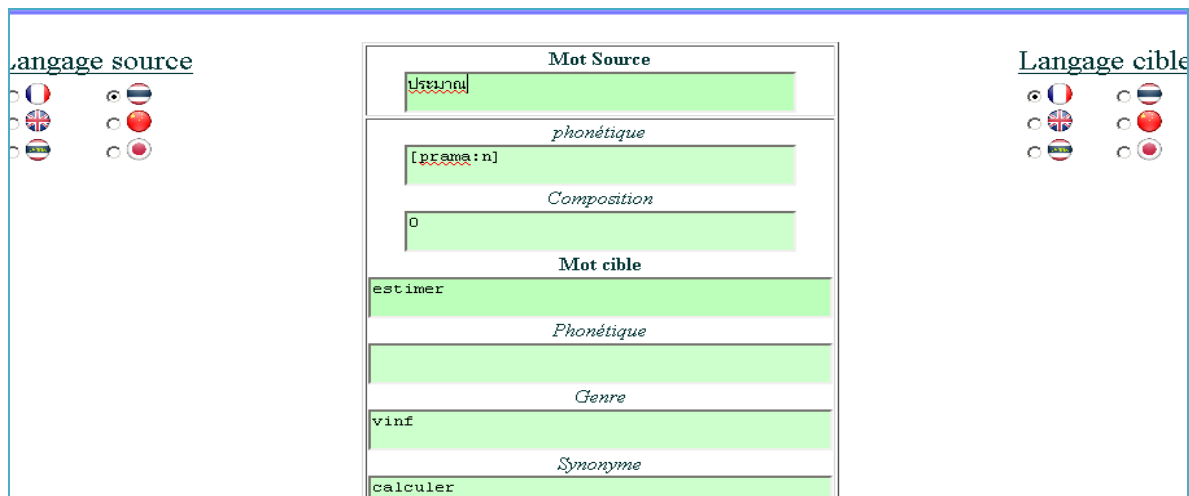 Langage source
Mot Source
Langage cible
ประมาณ
phonétique
[prama:n]
Composition
0
Mot cible
estimer
Phonétique
Genre
vinf
Synonyme
calculer